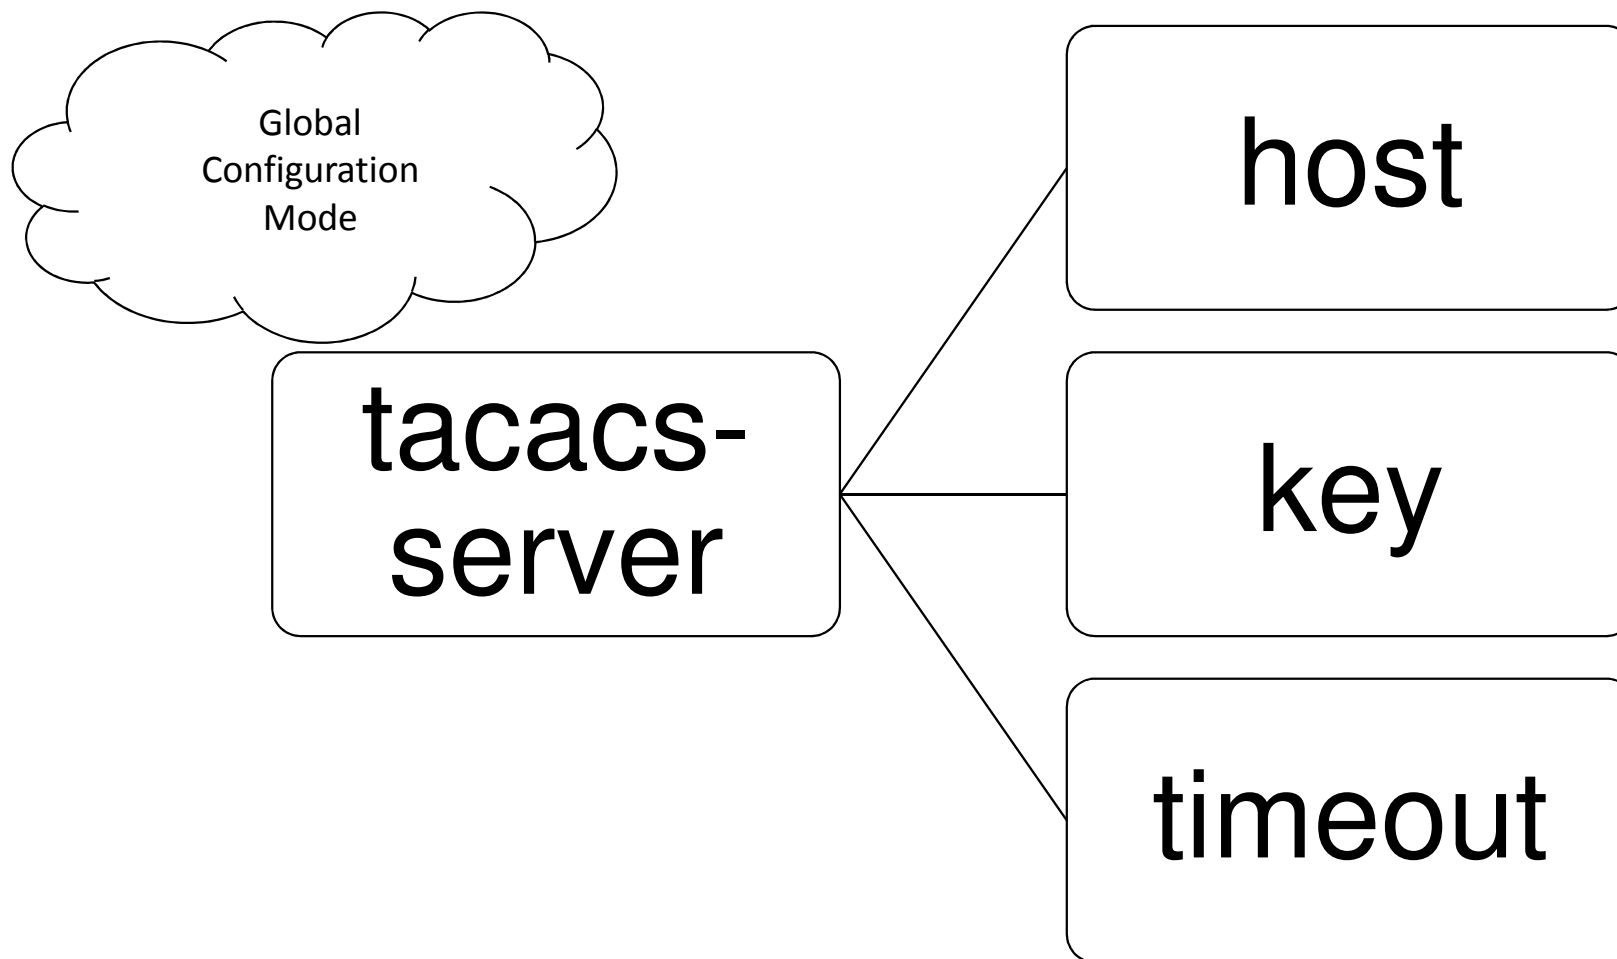 Global
Configuration
Mode
tacacs-
server
host
key
timeout